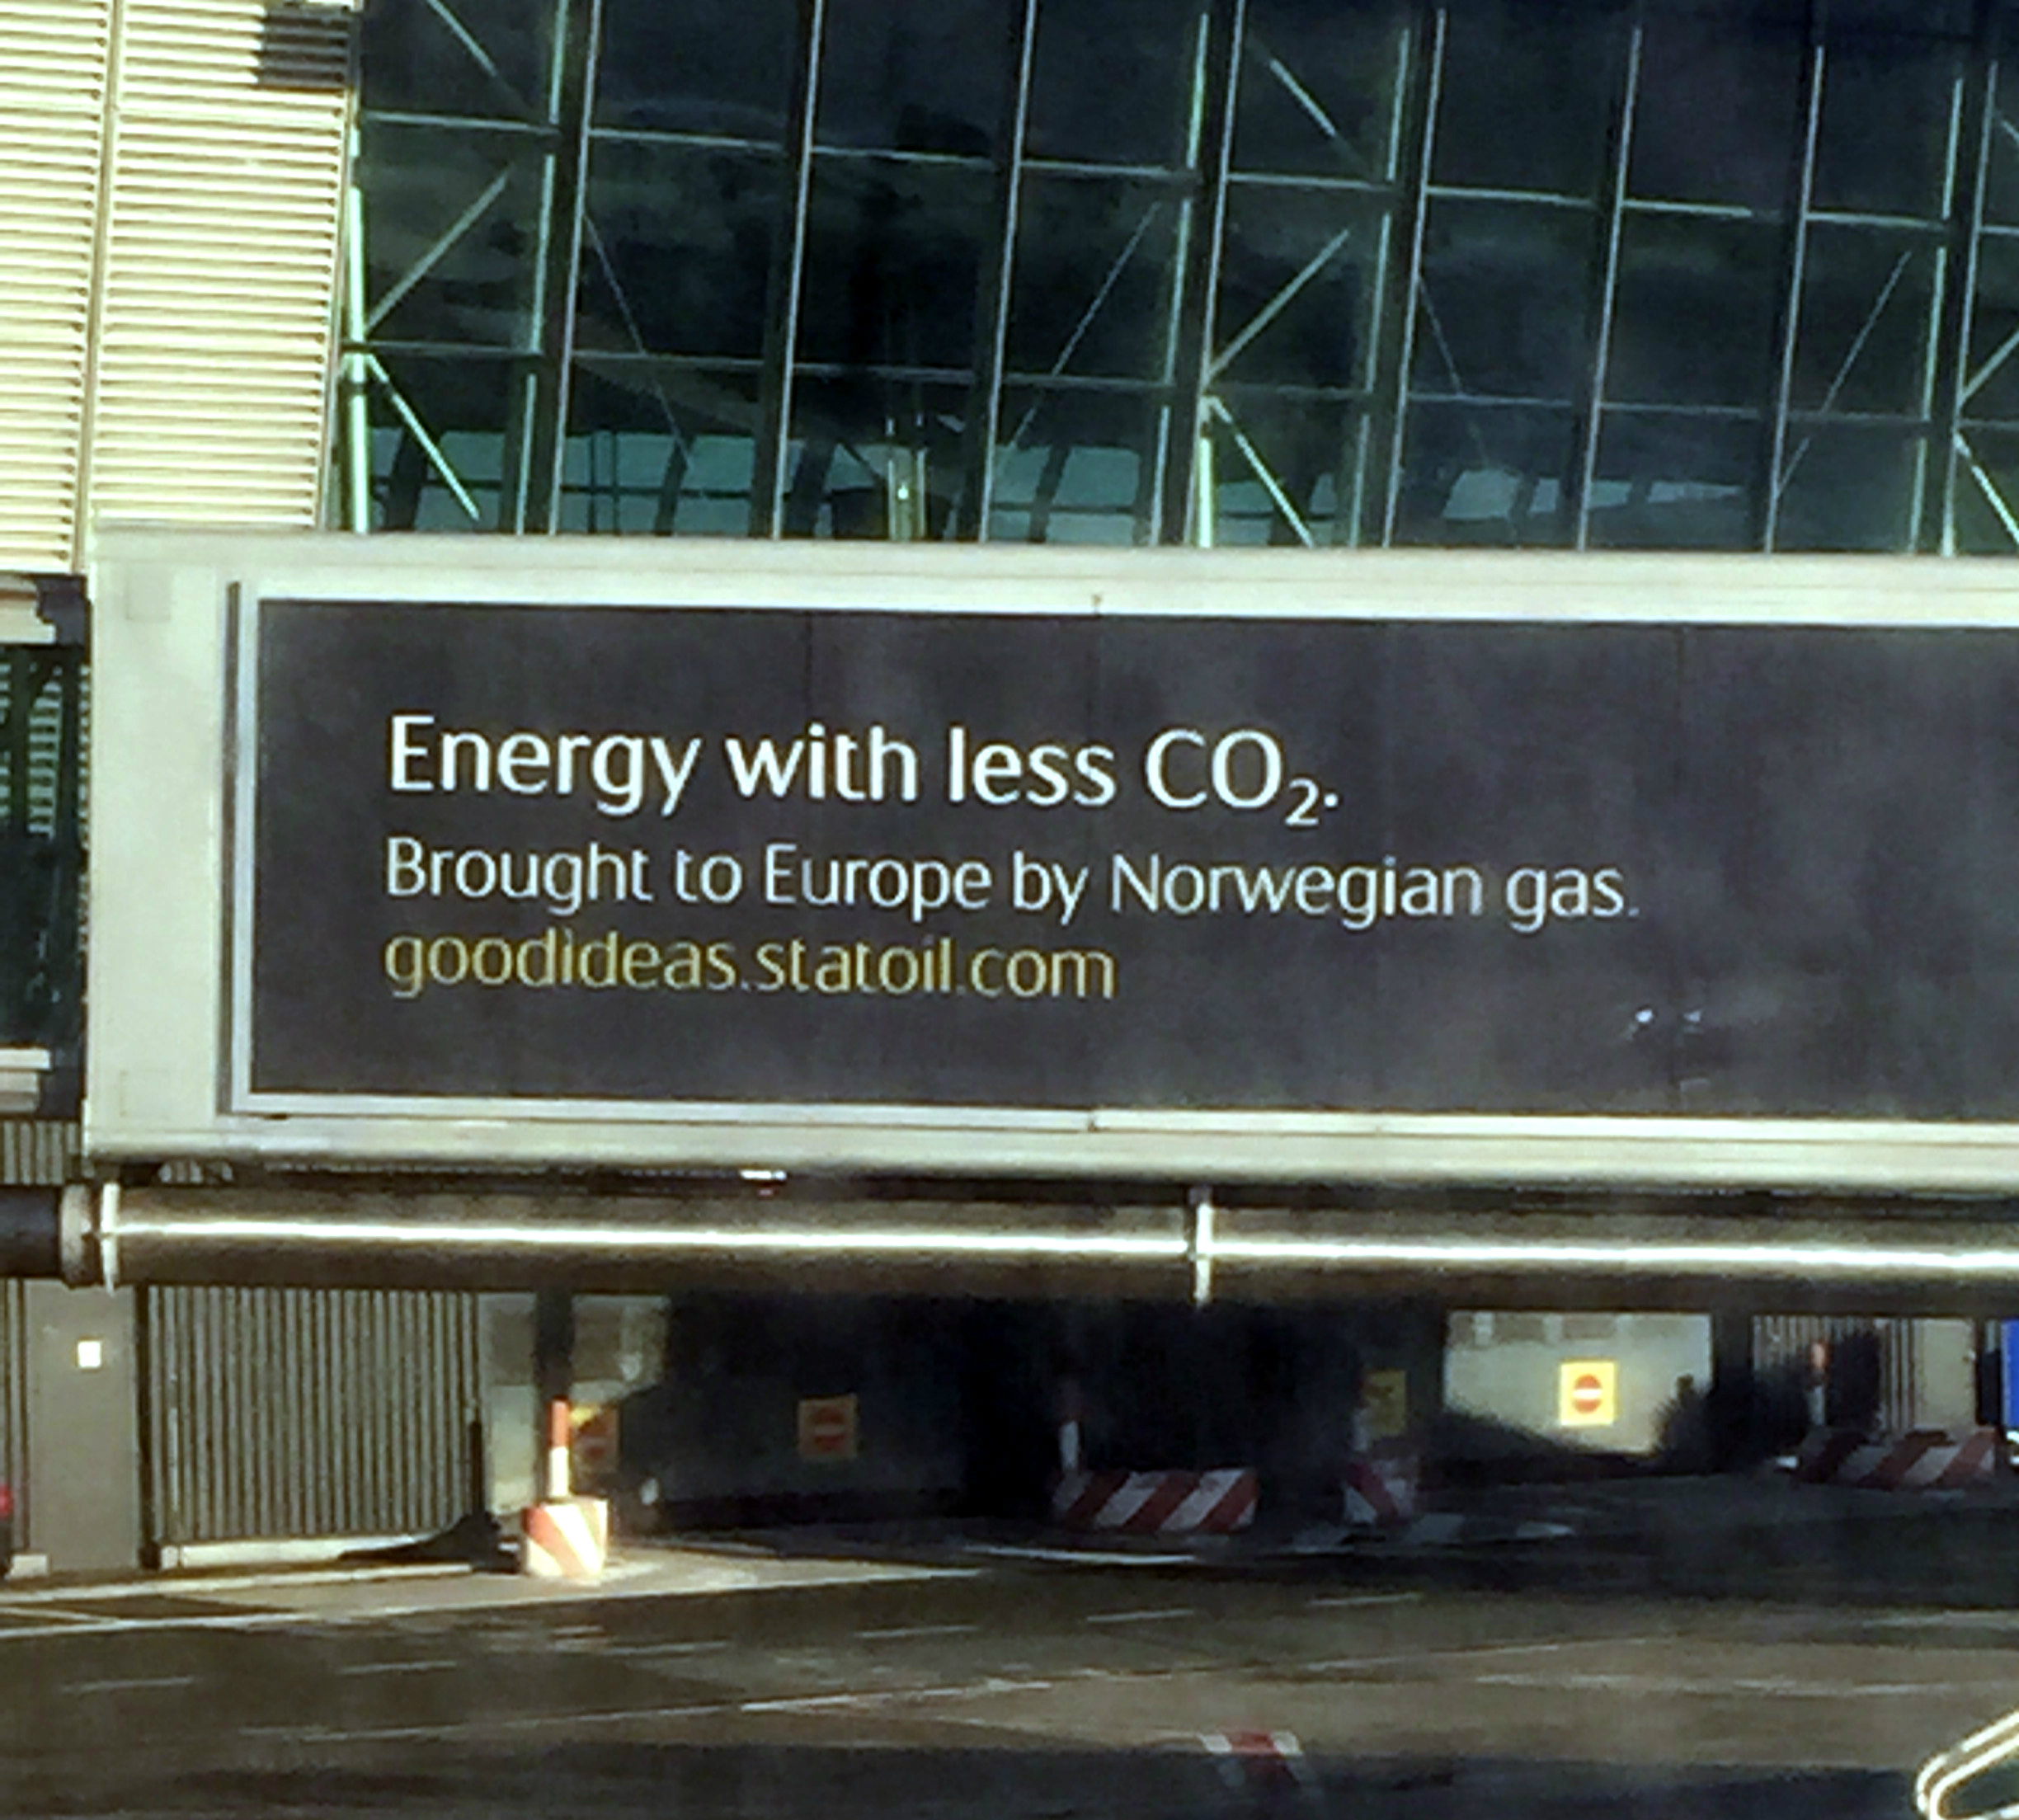 Energy with less CO₂.
Brought to Europe by Norwegian gas.
goodideas.statoil.com